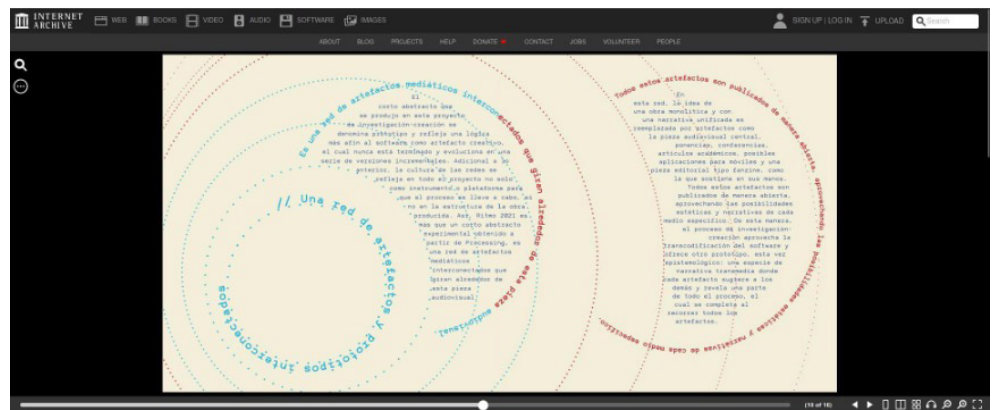 INTERNET ARCHIVE
WEB BOOKS VIDEO AUDIO SOFTWARE IMAGES
SIGN UP | LOG IN UPLOAD Search
ABOUT BLOG PROJECTS HELP DONATE CONTACT JOBS VOLUNTEER PEOPLE
// Una red de artefactos y prototipos interconectados
Es una red de artefactos mediáticos interconectados que giran alrededor de esta pieza audiovisual.
El
corto abstracto que
se produjo en este proyecto
de investigación-creación se
denomina prototipo y refleja una lógica
más afín al software como artefacto creativo,
el cual nunca está terminado y evoluciona en una
serie de versiones incrementales. Adicional a lo
anterior, la cultura de las redes se
refleja en todo el proyecto no solo
como instrumento o plataforma para
que el proceso se lleve a cabo, es
no en la estructura de la obra
producida. Así, Ritmo 2021 es
más que un corto abstracto
experimental obtenido a
partir de Processing, es
una red de artefactos
mediáticos
interconectados que
giran alrededor de
esta pieza
audiovisual
Todos estos artefactos son publicados de manera abierta, aprovechando las posibilidades estéticas y narrativas de cada medio específico.
En
esta red, la idea de
una obra monolítica y con
una narrativa unificada es
reemplazada por artefactos como
la pieza audiovisual central,
ponencias, conferencias,
artículos académicos, posibles
aplicaciones para móviles y una
pieza editorial tipo fanzine, como
la que sostiene en sus manos.
Todos estos artefactos son
publicados de manera abierta,
aprovechando las posibilidades
estéticas y narrativas de cada
medio específico. De esta manera,
el proceso de investigación-
creación aprovecha la
transcodificación del software y
ofrece otro prototipo, esta vez
epistemológico: una especie de
narrativa transmedia donde
cada artefacto sugiere a los
demás y revela una parte
de todo el proceso, el
cual se completa al
recorrer todos los
artefactos.